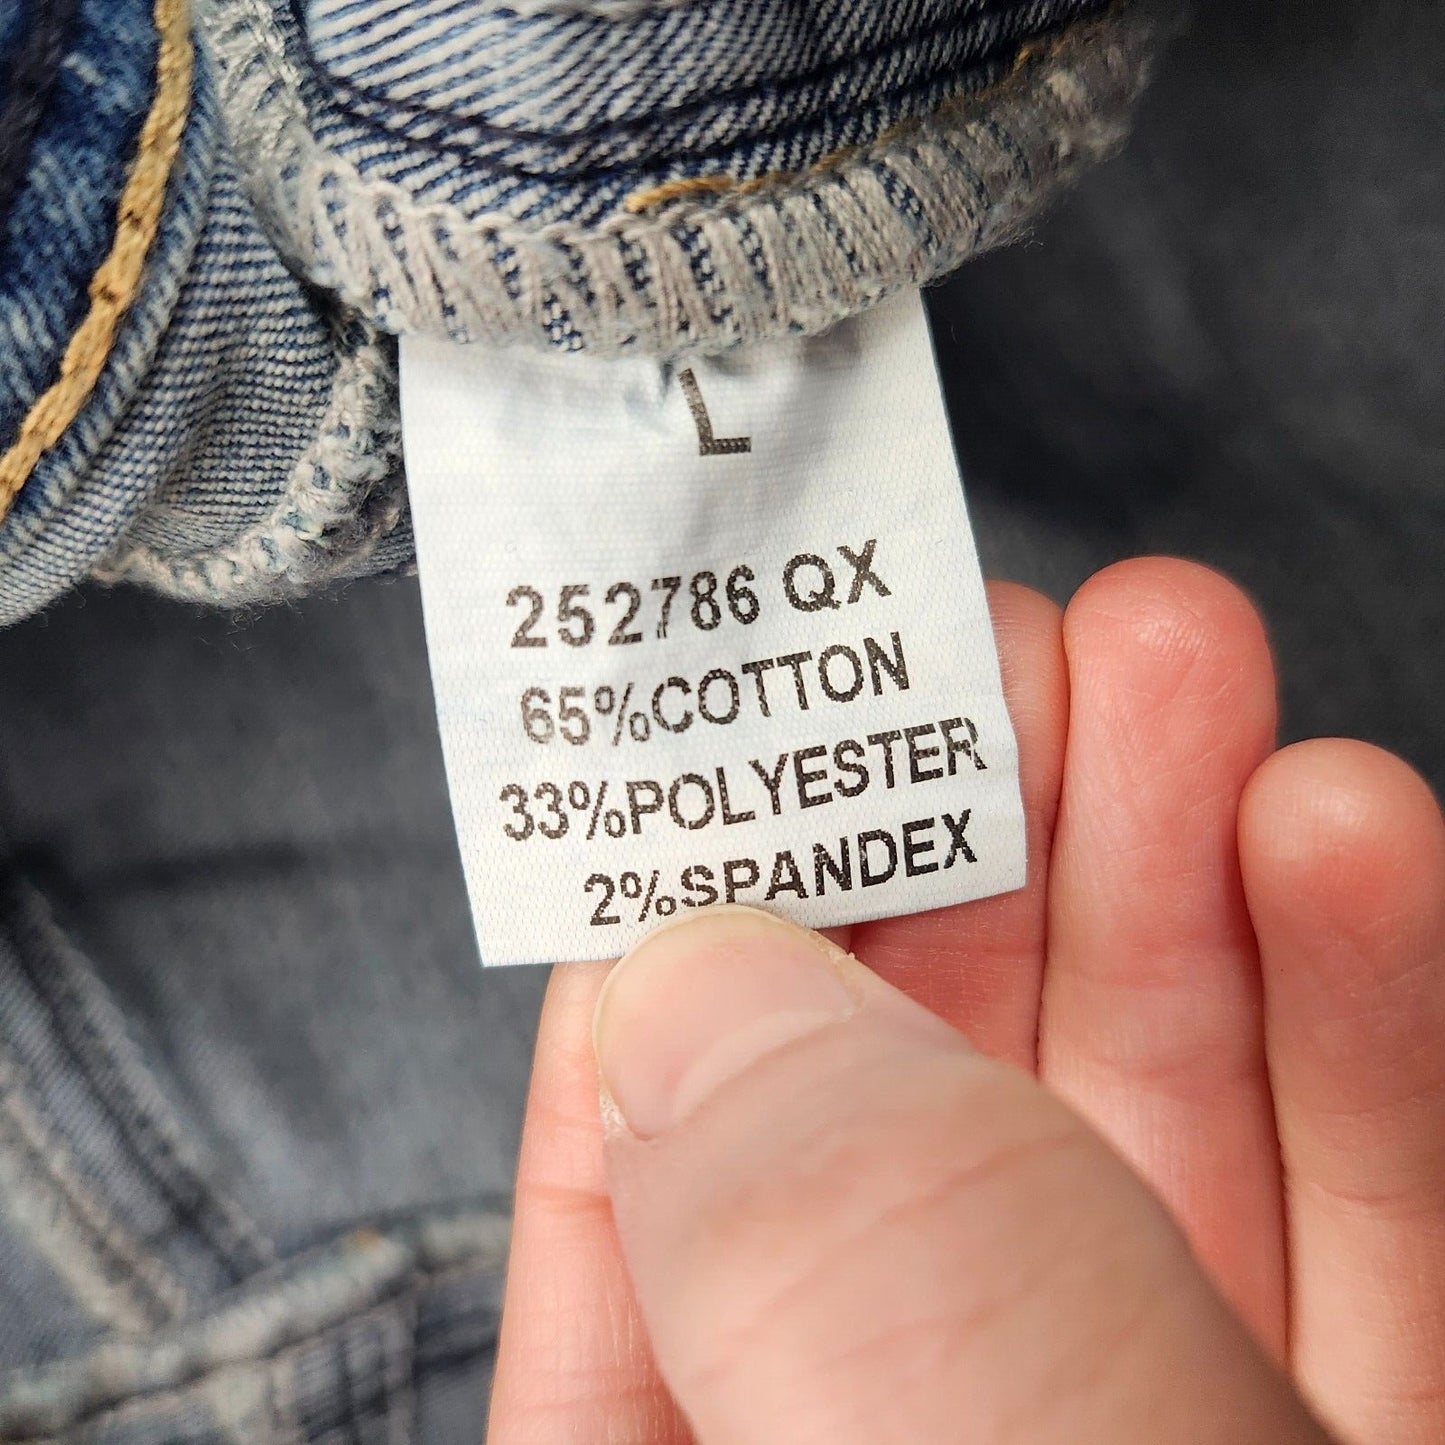 L
252786 QX
65%COTTON
33%POLYESTER
2%SPANDEX